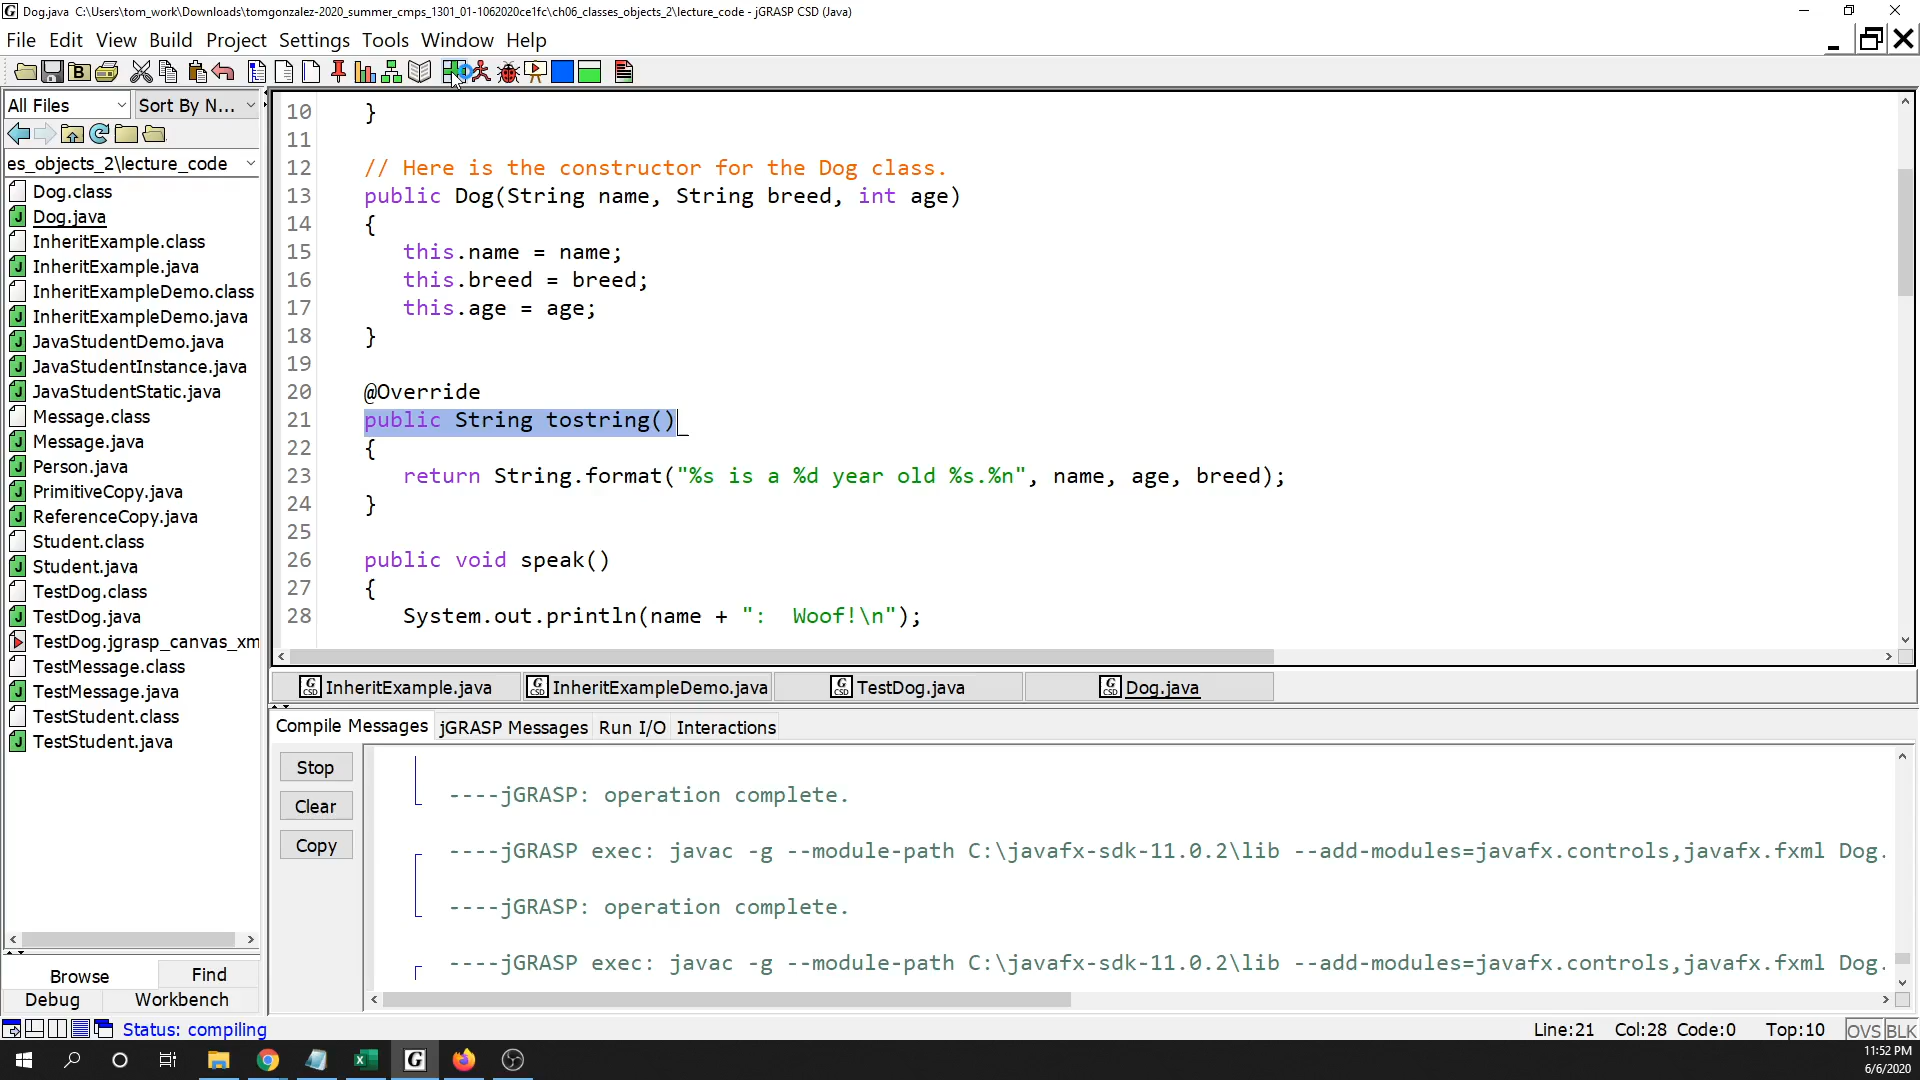 Dog.java C:\Users\tom_work\Downloads\tomgonzalez-2020_summer_cmps_1301_01-1062020ce1fc\ch06_classes_objects_2\lecture_code - jGRASP CSD (Java)
File Edit View Build Project Settings Tools Window Help
All Files Sort By N...
es_objects_2\lecture_code
Dog.class
Dog.java
InheritExample.class
InheritExample.java
InheritExampleDemo.class
InheritExampleDemo.java
JavaStudentDemo.java
JavaStudentInstance.java
JavaStudentStatic.java
Message.class
Message.java
Person.java
PrimitiveCopy.java
ReferenceCopy.java
Student.class
Student.java
TestDog.class
TestDog.java
TestDog.jgrasp_canvas_xm
TestMessage.class
TestMessage.java
TestStudent.class
TestStudent.java
Browse Find
Debug Workbench
10 }
11
12 // Here is the constructor for the Dog class.
13 public Dog(String name, String breed, int age)
14 {
15 this.name = name;
16 this.breed = breed;
17 this.age = age;
18 }
19
20 @Override
21 public String tostring()
22 {
23 return String.format("%s is a %d year old %s.%n", name, age, breed);
24 }
25
26 public void speak()
27 {
28 System.out.println(name + ":  Woof!\n");
InheritExample.java InheritExampleDemo.java TestDog.java Dog.java
Compile Messages jGRASP Messages Run I/O Interactions
Stop
Clear
Copy
----jGRASP: operation complete.
----jGRASP exec: javac -g --module-path C:\javafx-sdk-11.0.2\lib --add-modules=javafx.controls,javafx.fxml Dog.
----jGRASP: operation complete.
----jGRASP exec: javac -g --module-path C:\javafx-sdk-11.0.2\lib --add-modules=javafx.controls,javafx.fxml Dog.
Status: compiling Line:21 Col:28 Code:0 Top:10 OVS BLK
11:52 PM
6/6/2020